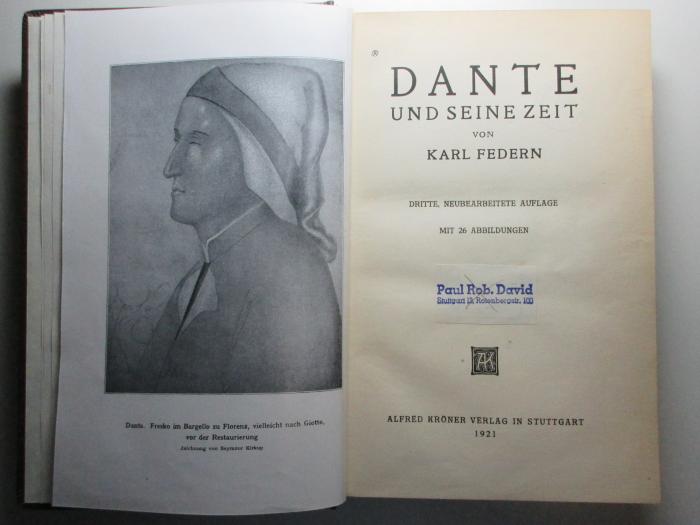 Dante. Fresko im Bargello zu Florenz, vielleicht nach Giotto,
vor der Restaurierung
Zeichnung von Seymour Kirkup
DANTE
UND SEINE ZEIT
VON
KARL FEDERN
DRITTE, NEUBEARBEITETE AUFLAGE
MIT 26 ABBILDUNGEN
Paul Rob. David
Stuttgart 13, Rotenbergstr. 100
AK
ALFRED KRÖNER VERLAG IN STUTTGART
1921